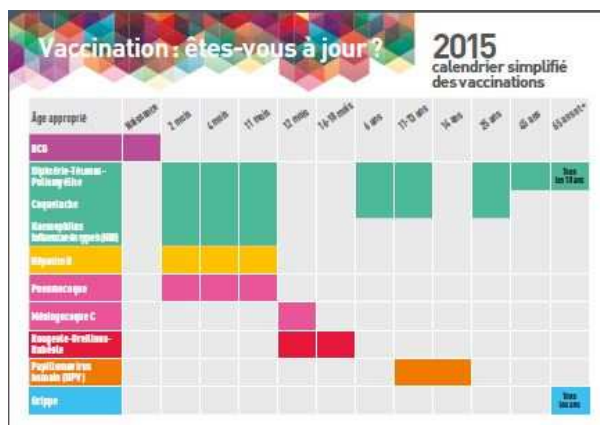 Vaccination : êtes-vous à jour ?
2015
calendrier simplifié
des vaccinations
Âge approprié
Naissance
2 mois
4 mois
11 mois
12 mois
16-18 mois
6 ans
11-13 ans
14 ans
25 ans
45 ans
65 ans et +
BCG
Diphtérie-Tétanos-
Poliomyélite
Tous
les 10 ans
Coqueluche
Haemophilus
Influenzae de type b (HIB)
Hépatite B
Pneumocoque
Méningocoque C
Rougeole-Oreillons-
Rubéole
Papillomavirus
humain (HPV)
Grippe
Tous
les ans